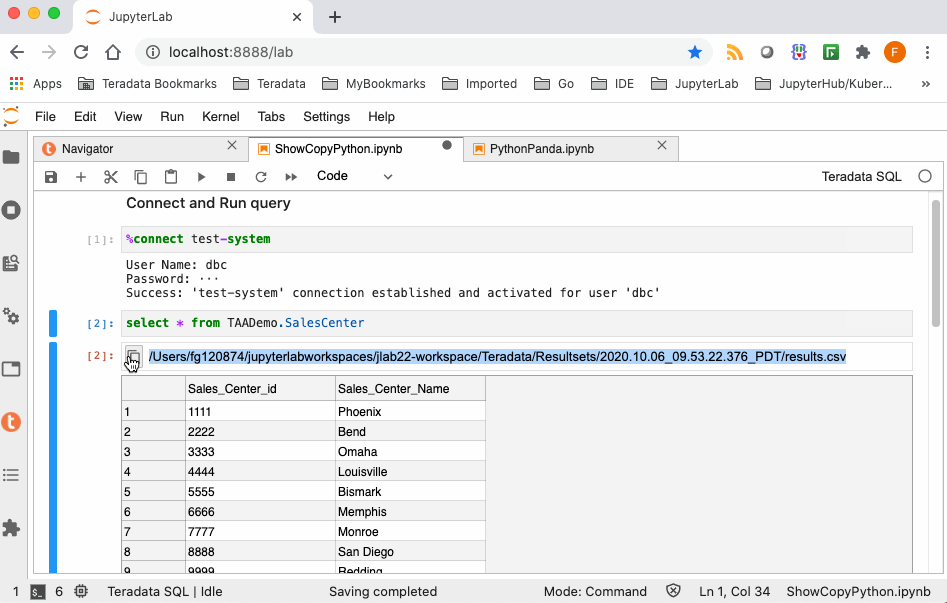 JupyterLab
localhost:8888/lab
F
Apps Teradata Bookmarks Teradata MyBookmarks Imported Go IDE JupyterLab JupyterHub/Kuber... »
File Edit View Run Kernel Tabs Settings Help
Navigator ShowCopyPython.ipynb PythonPanda.ipynb
Code Teradata SQL
Connect and Run query
[1]: %connect test-system
User Name: dbc
Password: ···
Success: 'test-system' connection established and activated for user 'dbc'
[2]: select * from TAADemo.SalesCenter
[2]: /Users/fg120874/jupyterlabworkspaces/jlab22-workspace/Teradata/Resultsets/2020.10.06_09.53.22.376_PDT/results.csv
Sales_Center_id Sales_Center_Name
1 1111 Phoenix
2 2222 Bend
3 3333 Omaha
4 4444 Louisville
5 5555 Bismark
6 6666 Memphis
7 7777 Monroe
8 8888 San Diego
9 9999 Redding
1 6 Teradata SQL | Idle Saving completed Mode: Command Ln 1, Col 34 ShowCopyPython.ipynb